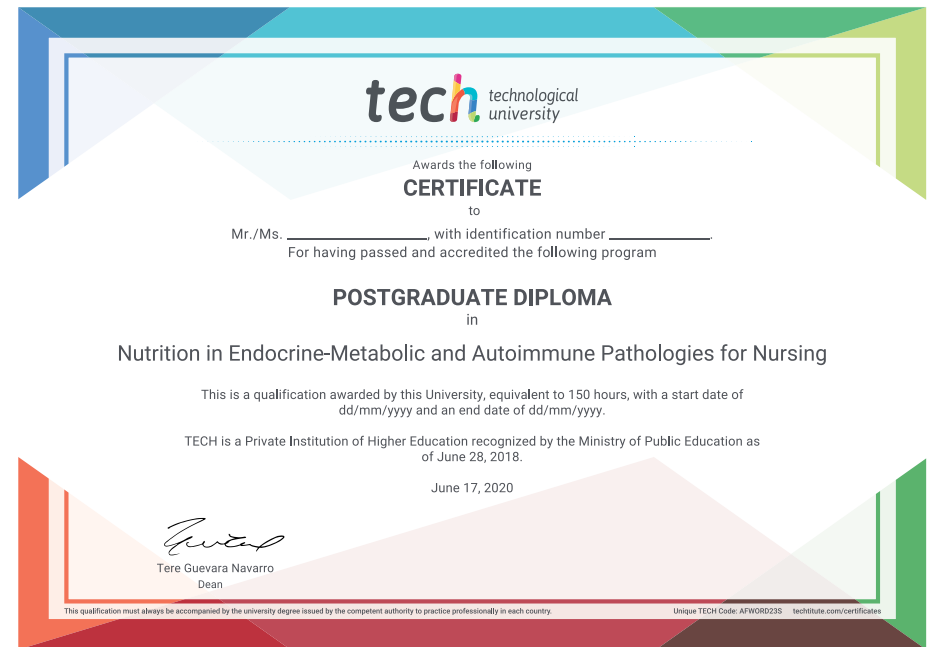 tech technological
university
Awards the following
CERTIFICATE
to
Mr./Ms. ____________________, with identification number ______________.
For having passed and accredited the following program
POSTGRADUATE DIPLOMA
in
Nutrition in Endocrine-Metabolic and Autoimmune Pathologies for Nursing
This is a qualification awarded by this University, equivalent to 150 hours, with a start date of
dd/mm/yyyy and an end date of dd/mm/yyyy.
TECH is a Private Institution of Higher Education recognized by the Ministry of Public Education as
of June 28, 2018.
June 17, 2020
Tere Guevara Navarro
Dean
This qualification must always be accompanied by the university degree issued by the competent authority to practice professionally in each country.
Unique TECH Code: AFWORD23S techtitute.com/certificates